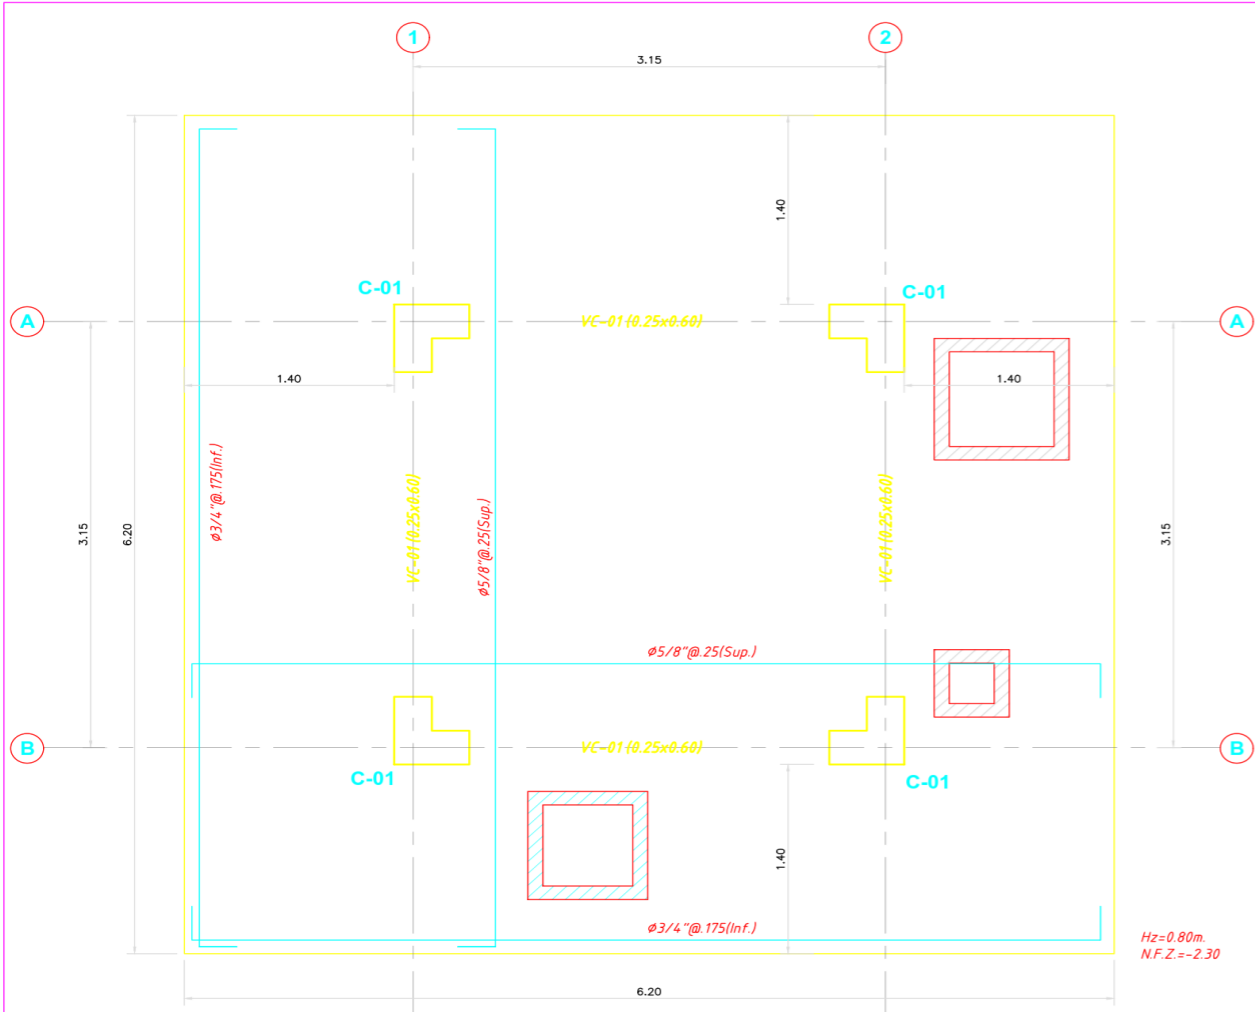 1
2
3.15
1.40
C-01
C-01
A
VC-01 (0.25x0.60)
A
1.40
1.40
Ø3/4"@.175(Inf.)
VC-01 (0.25x0.60)
Ø5/8"@.25(Sup.)
VC-01 (0.25x0.60)
3.15
6.20
3.15
Ø5/8"@.25(Sup.)
B
VC-01 (0.25x0.60)
B
C-01
C-01
1.40
Ø3/4"@.175(Inf.)
Hz=0.80m.
N.F.Z.=-2.30
6.20